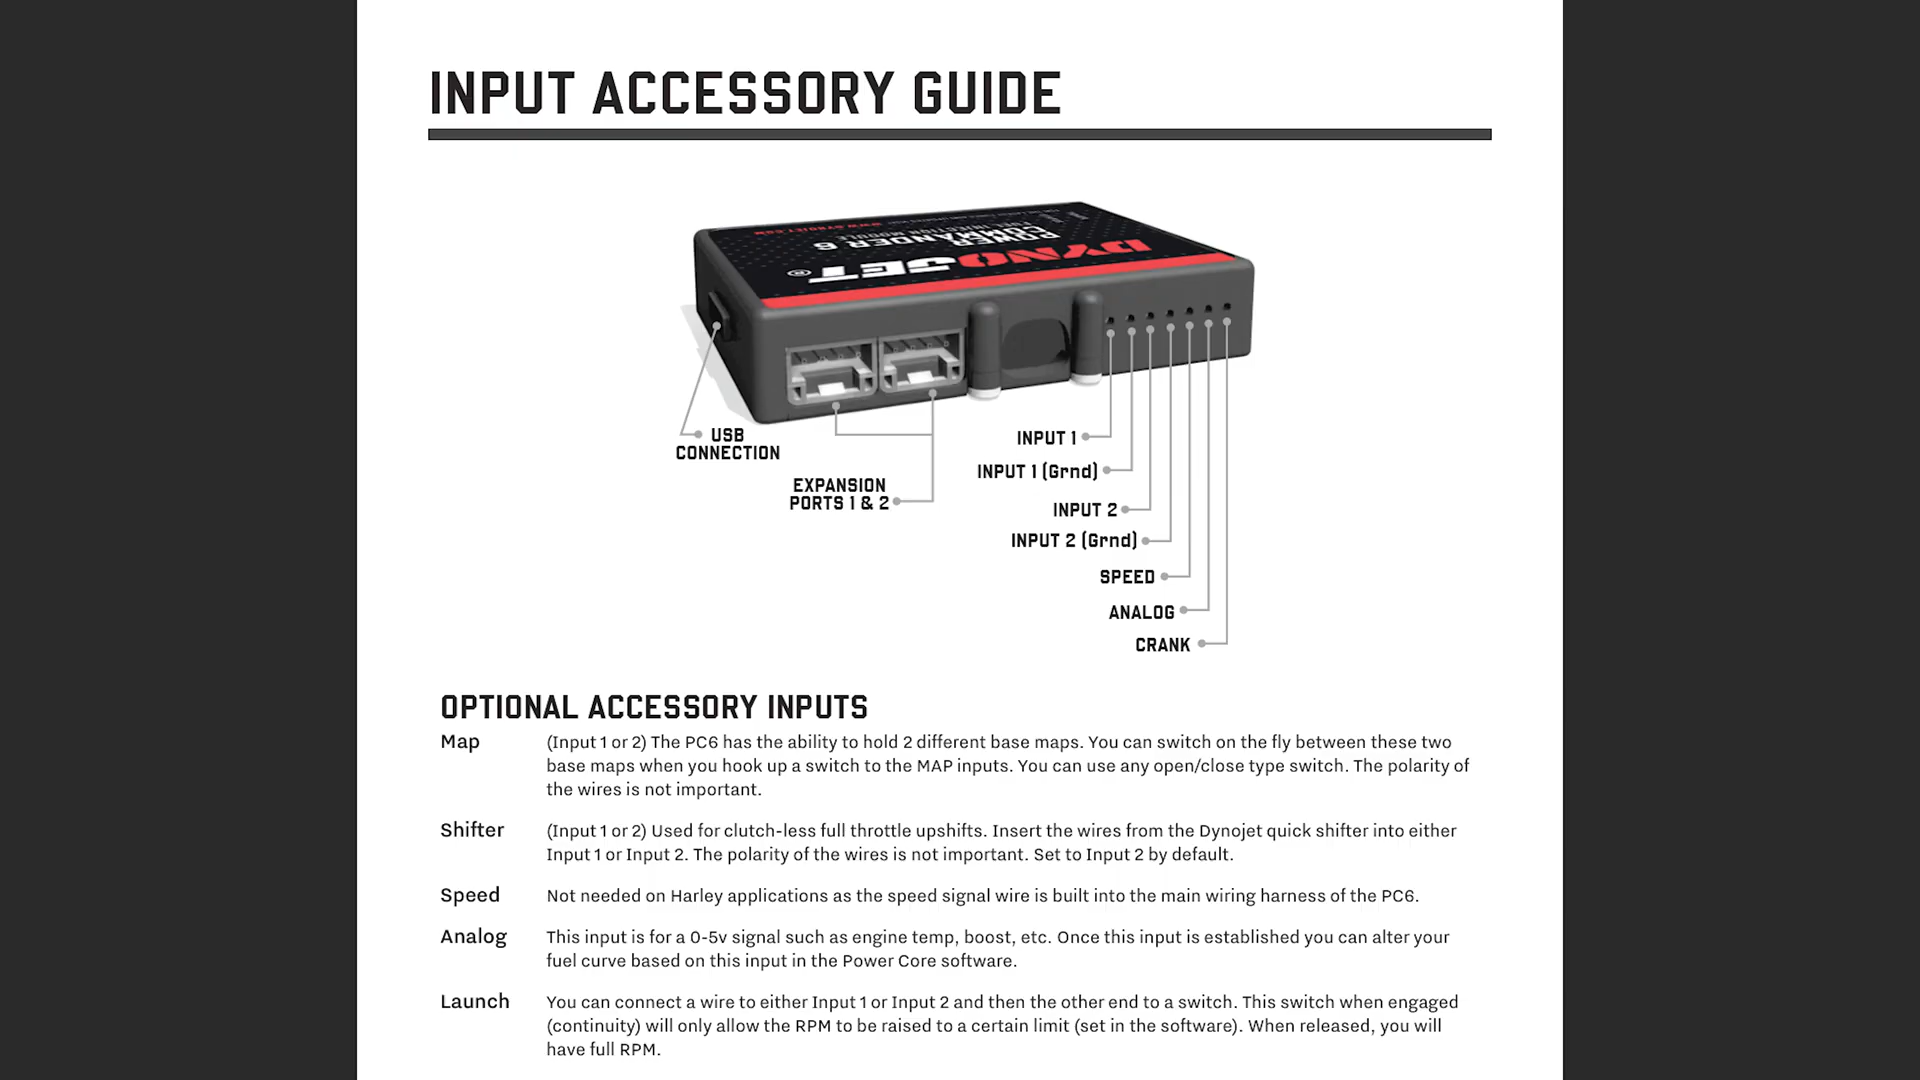 INPUT ACCESSORY GUIDE
WWW.DYNOJET.COM
FUEL INJECTION MODULE
POWER
COMMANDER 6
DYNOJET®
USB
CONNECTION
EXPANSION
PORTS 1 & 2
INPUT 1
INPUT 1 (Grnd)
INPUT 2
INPUT 2 (Grnd)
SPEED
ANALOG
CRANK
OPTIONAL ACCESSORY INPUTS
Map (Input 1 or 2) The PC6 has the ability to hold 2 different base maps. You can switch on the fly between these two
base maps when you hook up a switch to the MAP inputs. You can use any open/close type switch. The polarity of
the wires is not important.
Shifter (Input 1 or 2) Used for clutch-less full throttle upshifts. Insert the wires from the Dynojet quick shifter into either
Input 1 or Input 2. The polarity of the wires is not important. Set to Input 2 by default.
Speed Not needed on Harley applications as the speed signal wire is built into the main wiring harness of the PC6.
Analog This input is for a 0-5v signal such as engine temp, boost, etc. Once this input is established you can alter your
fuel curve based on this input in the Power Core software.
Launch You can connect a wire to either Input 1 or Input 2 and then the other end to a switch. This switch when engaged
(continuity) will only allow the RPM to be raised to a certain limit (set in the software). When released, you will
have full RPM.